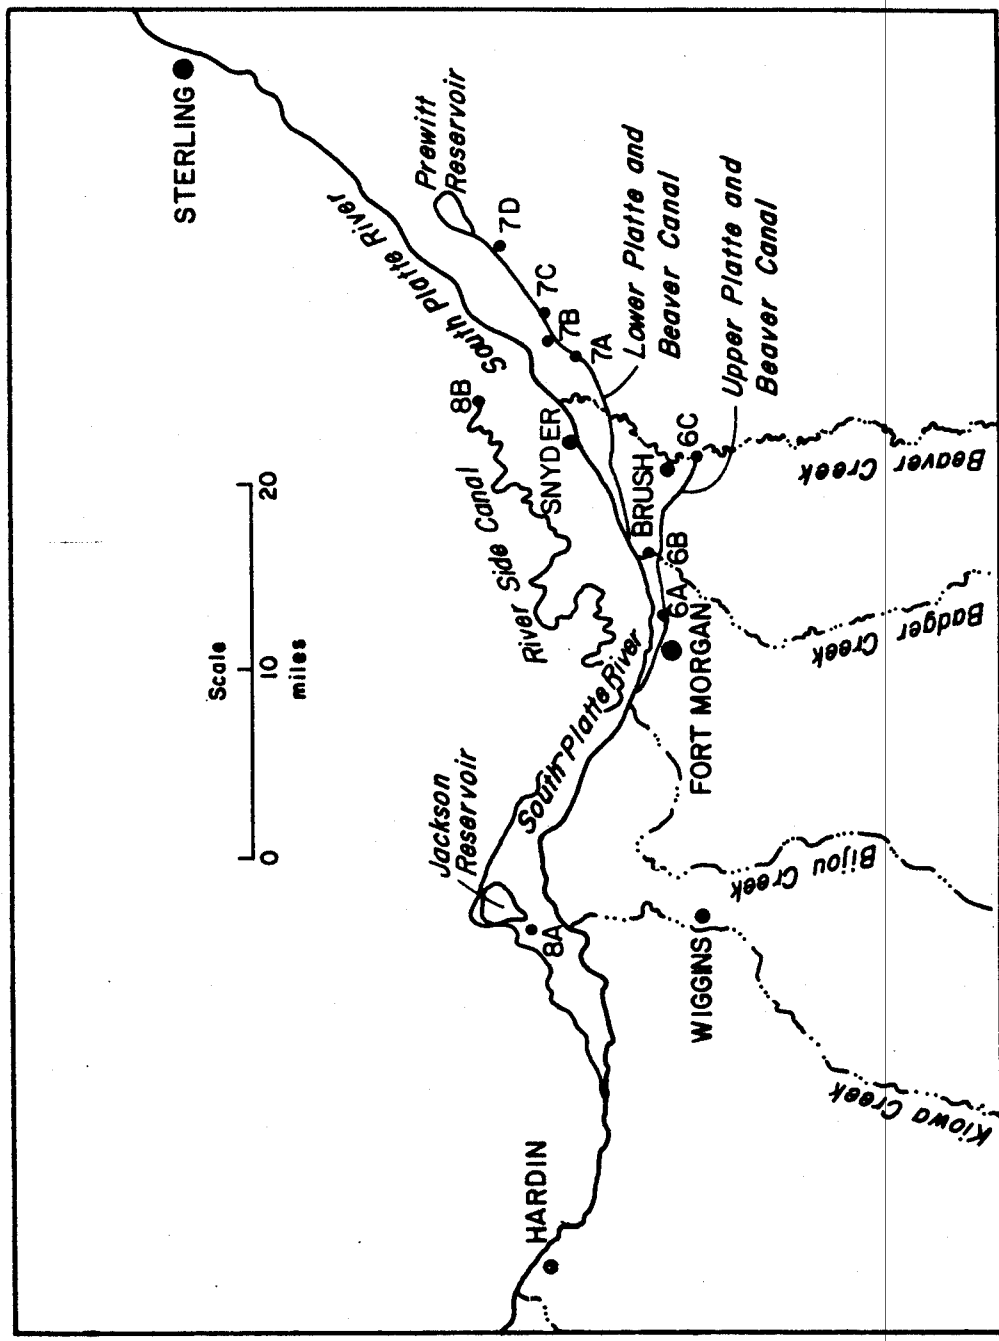 STERLING
Prewitt
Reservoir
South Platte River
7D
7C
7B
7A
Lower Platte and
Beaver Canal
Upper Platte and
Beaver Canal
8B
SNYDER
River Side Canal
BRUSH
6C
6B
6A
Beaver
Creek
Badger Creek
FORT MORGAN
South Platte River
Scale
miles
0
10
20
Jackson
Reservoir
8A
Bijou Creek
WIGGINS
Kiowa Creek
HARDIN